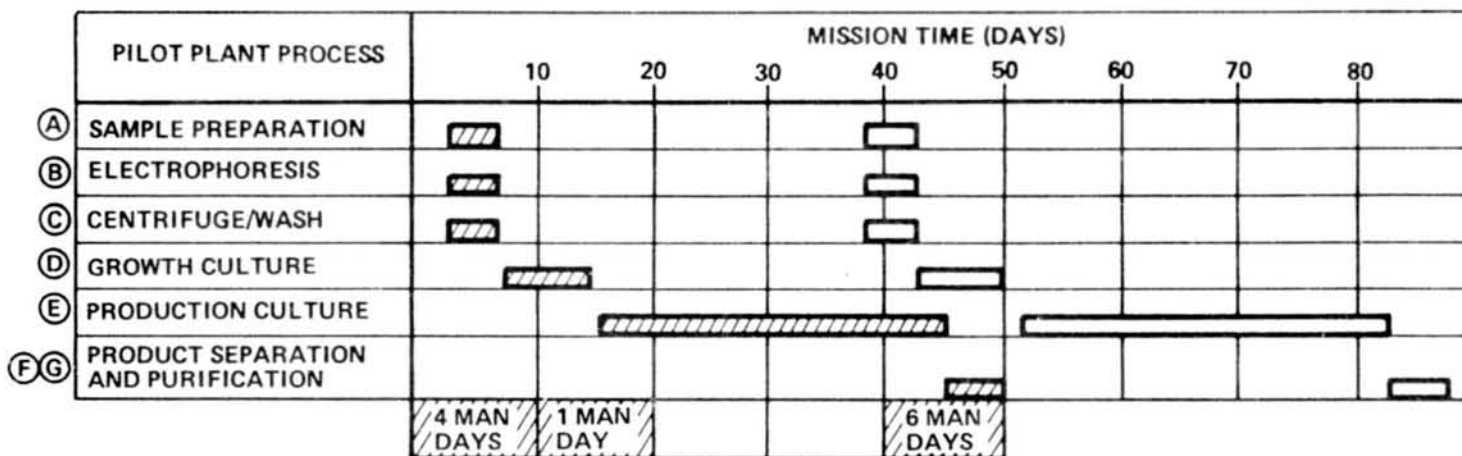 PILOT PLANT PROCESS
MISSION TIME (DAYS)
10 20 30 40 50 60 70 80
Ⓐ SAMPLE PREPARATION
Ⓑ ELECTROPHORESIS
Ⓒ CENTRIFUGE/WASH
Ⓓ GROWTH CULTURE
Ⓔ PRODUCTION CULTURE
ⒻⒼ PRODUCT SEPARATION
AND PURIFICATION
4 MAN
DAYS
1 MAN
DAY
6 MAN
DAYS